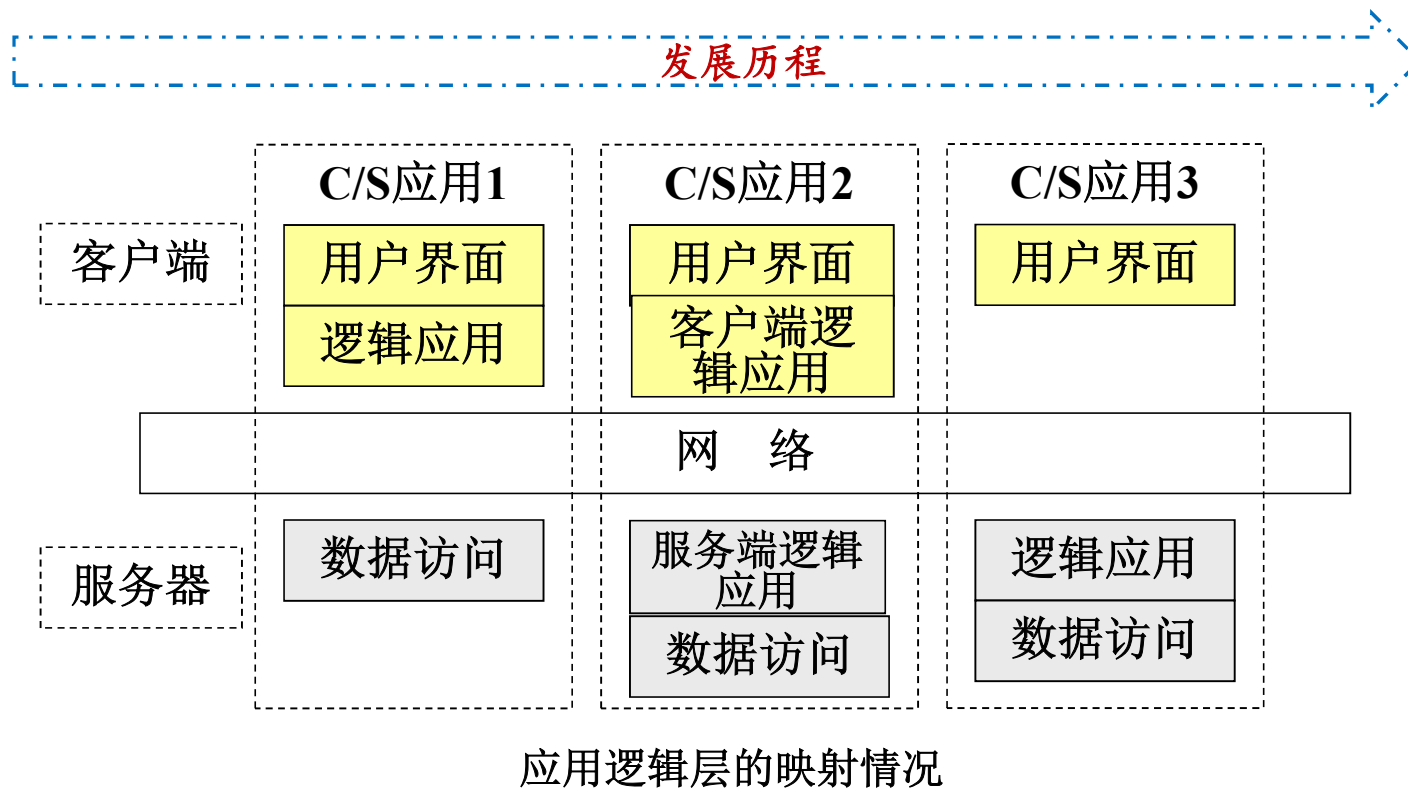 发展历程
C/S应用1
C/S应用2
C/S应用3
客户端
用户界面
用户界面
用户界面
逻辑应用
客户端逻
辑应用
网 络
服务器
数据访问
服务端逻辑
应用
逻辑应用
数据访问
数据访问
应用逻辑层的映射情况